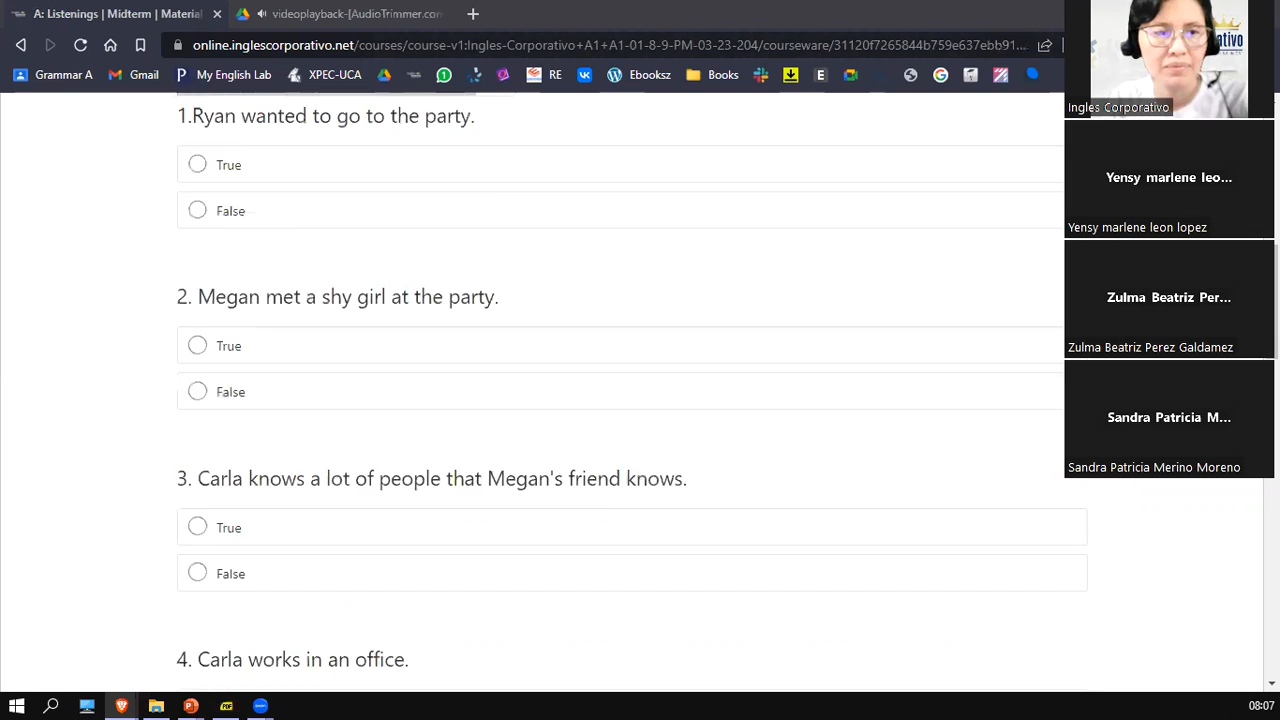 A: Listenings | Midterm | Material
videoplayback-[AudioTrimmer.com
online.inglescorporativo.net/courses/course-v1:Ingles-Corporativo+A1+A1-01-8-9-PM-03-23-204/courseware/31120f7265844b759e637ebb91...
Grammar A
Gmail
My English Lab
XPEC-UCA
RE
Ebooksz
Books
1.Ryan wanted to go to the party.
True
False
2. Megan met a shy girl at the party.
True
False
3. Carla knows a lot of people that Megan's friend knows.
True
False
4. Carla works in an office.
Ingles Corporativo
Yensy marlene leo...
Yensy marlene leon lopez
Zulma Beatriz Per...
Zulma Beatriz Perez Galdamez
Sandra Patricia M...
Sandra Patricia Merino Moreno
08:07